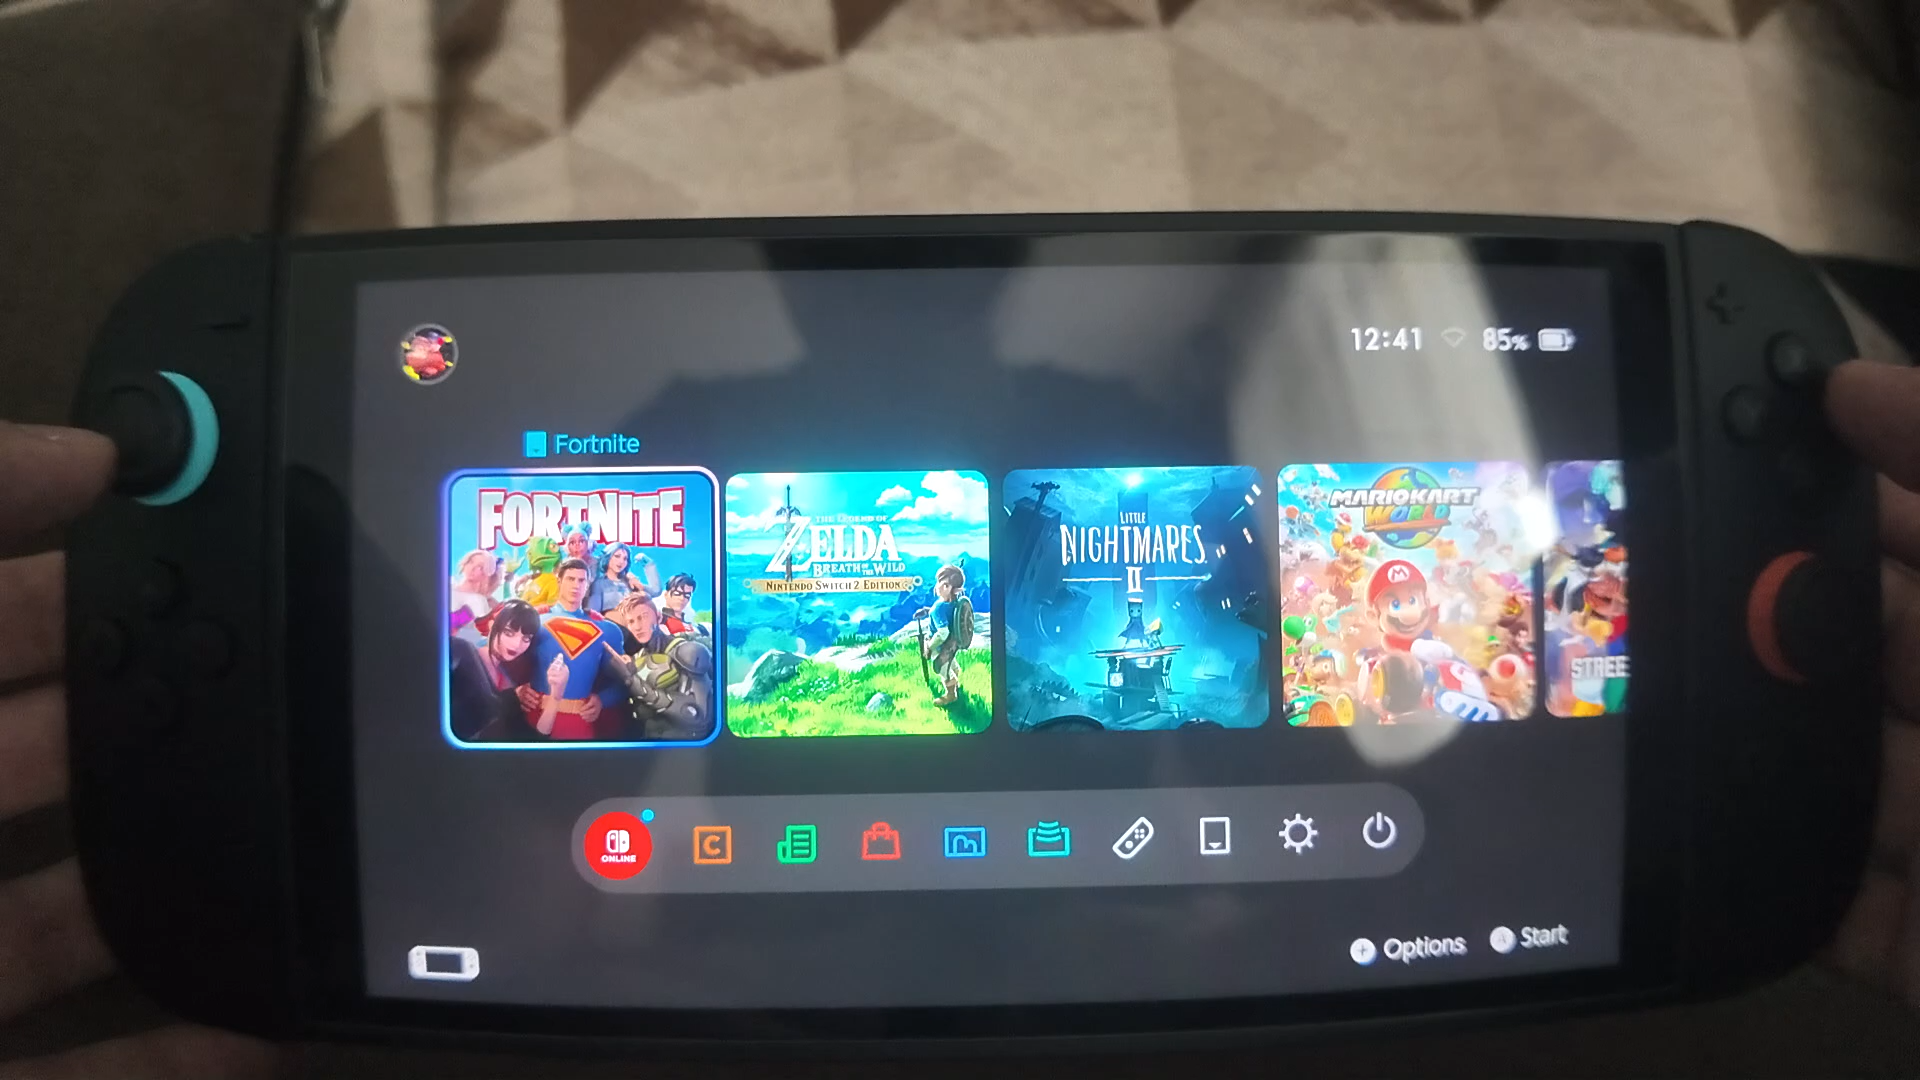 12:41 85%
Fortnite
FORTNITE
THE LEGEND OF
ZELDA
BREATH OF THE WILD
NINTENDO SWITCH 2 EDITION
LITTLE
NIGHTMARES
II
MARIOKART
WORLD
STREE
ONLINE
+ Options A Start